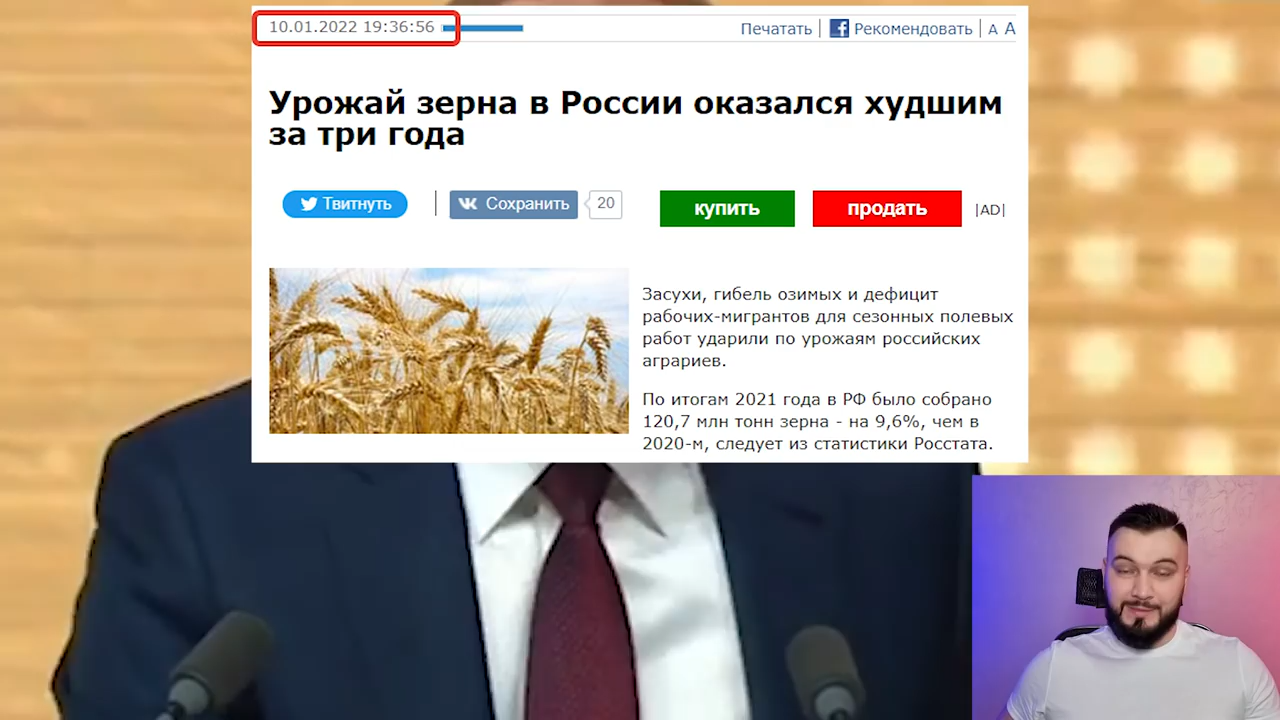 10.01.2022 19:36:56
Печатать | Рекомендовать | A A
Урожай зерна в России оказался худшим
за три года
Твитнуть | Сохранить 20 купить продать |AD|
Засухи, гибель озимых и дефицит
рабочих-мигрантов для сезонных полевых
работ ударили по урожаям российских
аграриев.
По итогам 2021 года в РФ было собрано
120,7 млн тонн зерна - на 9,6%, чем в
2020-м, следует из статистики Росстата.